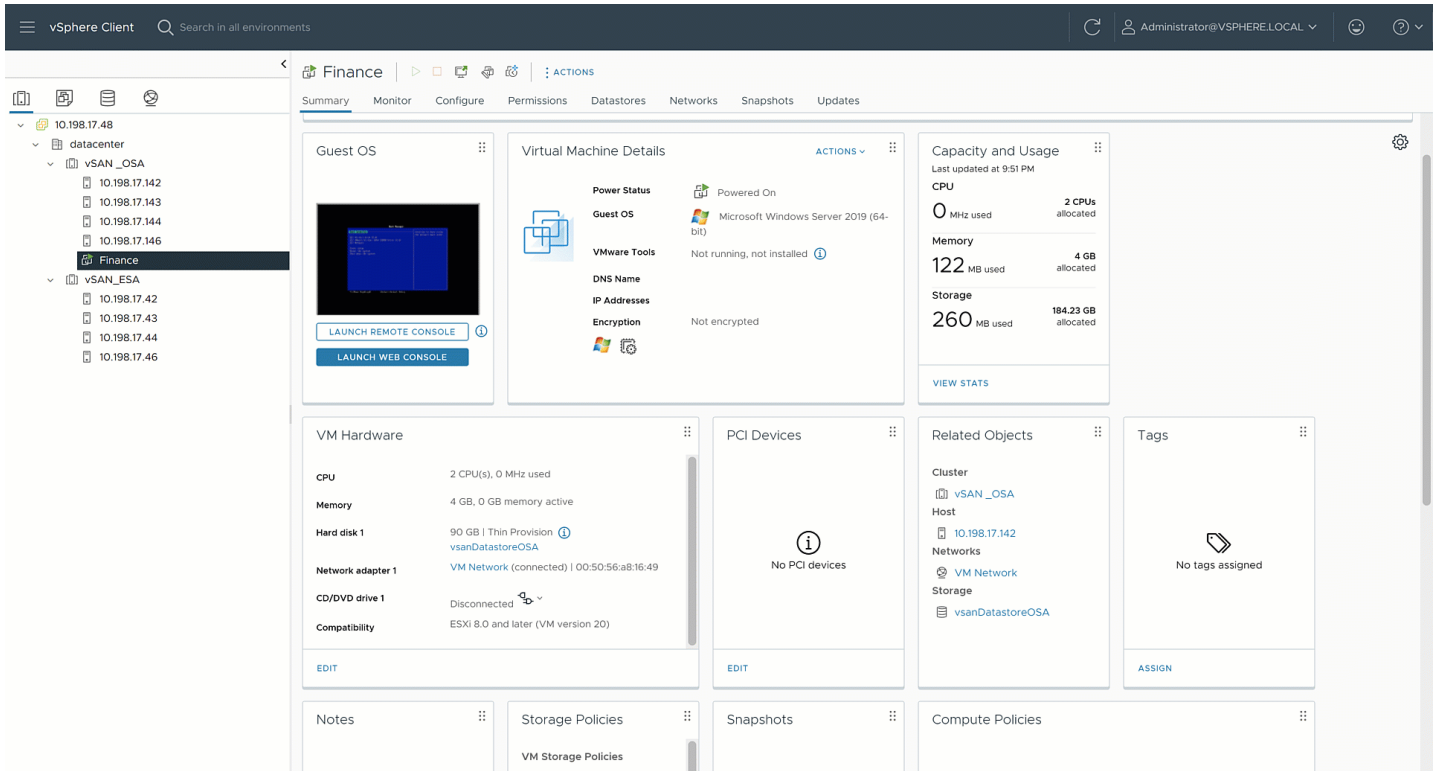 vSphere Client
Search in all environments
Administrator@VSPHERE.LOCAL
10.198.17.48
datacenter
vSAN _OSA
10.198.17.142
10.198.17.143
10.198.17.144
10.198.17.146
Finance
vSAN_ESA
10.198.17.42
10.198.17.43
10.198.17.44
10.198.17.46
Finance
ACTIONS
Summary Monitor Configure Permissions Datastores Networks Snapshots Updates
Guest OS
LAUNCH REMOTE CONSOLE
LAUNCH WEB CONSOLE
Virtual Machine Details
ACTIONS
Power Status Powered On
Guest OS Microsoft Windows Server 2019 (64-
bit)
VMware Tools Not running, not installed
DNS Name
IP Addresses
Encryption Not encrypted
Capacity and Usage
Last updated at 9:51 PM
CPU
0 MHz used 2 CPUs
allocated
Memory
122 MB used 4 GB
allocated
Storage
260 MB used 184.23 GB
allocated
VIEW STATS
VM Hardware
CPU 2 CPU(s), 0 MHz used
Memory 4 GB, 0 GB memory active
Hard disk 1 90 GB | Thin Provision
vsanDatastoreOSA
Network adapter 1 VM Network (connected) | 00:50:56:a8:16:49
CD/DVD drive 1 Disconnected
Compatibility ESXi 8.0 and later (VM version 20)
EDIT
PCI Devices
No PCI devices
EDIT
Related Objects
Cluster
vSAN _OSA
Host
10.198.17.142
Networks
VM Network
Storage
vsanDatastoreOSA
Tags
No tags assigned
ASSIGN
Notes
Storage Policies
VM Storage Policies
Snapshots
Compute Policies